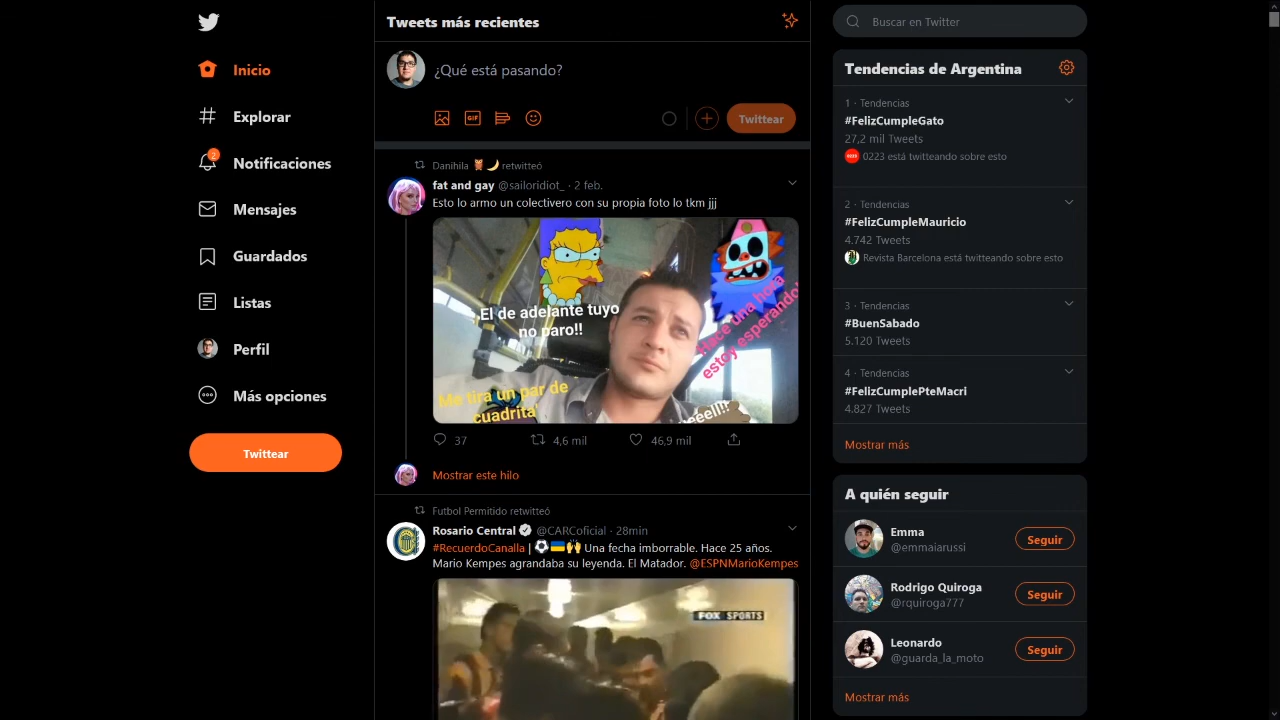 Inicio
Explorar
2
Notificaciones
Mensajes
Guardados
Listas
Perfil
Más opciones
Twittear
Tweets más recientes
¿Qué está pasando?
GIF
Twittear
Danihila 🦉🌙 retwitteó
fat and gay @sailoridiot_ · 2 feb.
Esto lo armo un colectivero con su propia foto lo tkm jjj
El de adelante tuyo
no paro!!
Hace una hora
estoy esperando!
Me tira un par de
cuadrita'
eeell!!
37
4,6 mil
46,9 mil
Mostrar este hilo
Futbol Permitido retwitteó
Rosario Central @CARCoficial · 28min
#RecuerdoCanalla | ⚽🇺🇦🙌 Una fecha imborrable. Hace 25 años.
Mario Kempes agrandaba su leyenda. El Matador. @ESPNMarioKempes
FOX SPORTS
Buscar en Twitter
Tendencias de Argentina
1 · Tendencias
#FelizCumpleGato
27,2 mil Tweets
0223 está twitteando sobre esto
2 · Tendencias
#FelizCumpleMauricio
4.742 Tweets
Revista Barcelona está twitteando sobre esto
3 · Tendencias
#BuenSabado
5.120 Tweets
4 · Tendencias
#FelizCumplePteMacri
4.827 Tweets
Mostrar más
A quién seguir
Emma
@emmaiarussi
Seguir
Rodrigo Quiroga
@rquiroga777
Seguir
Leonardo
@guarda_la_moto
Seguir
Mostrar más